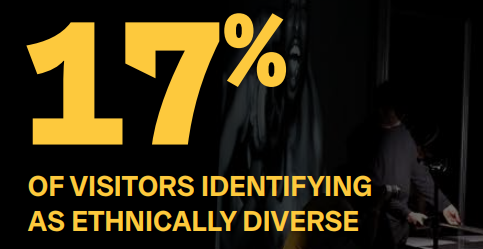 17%
OF VISITORS IDENTIFYING
AS ETHNICALLY DIVERSE